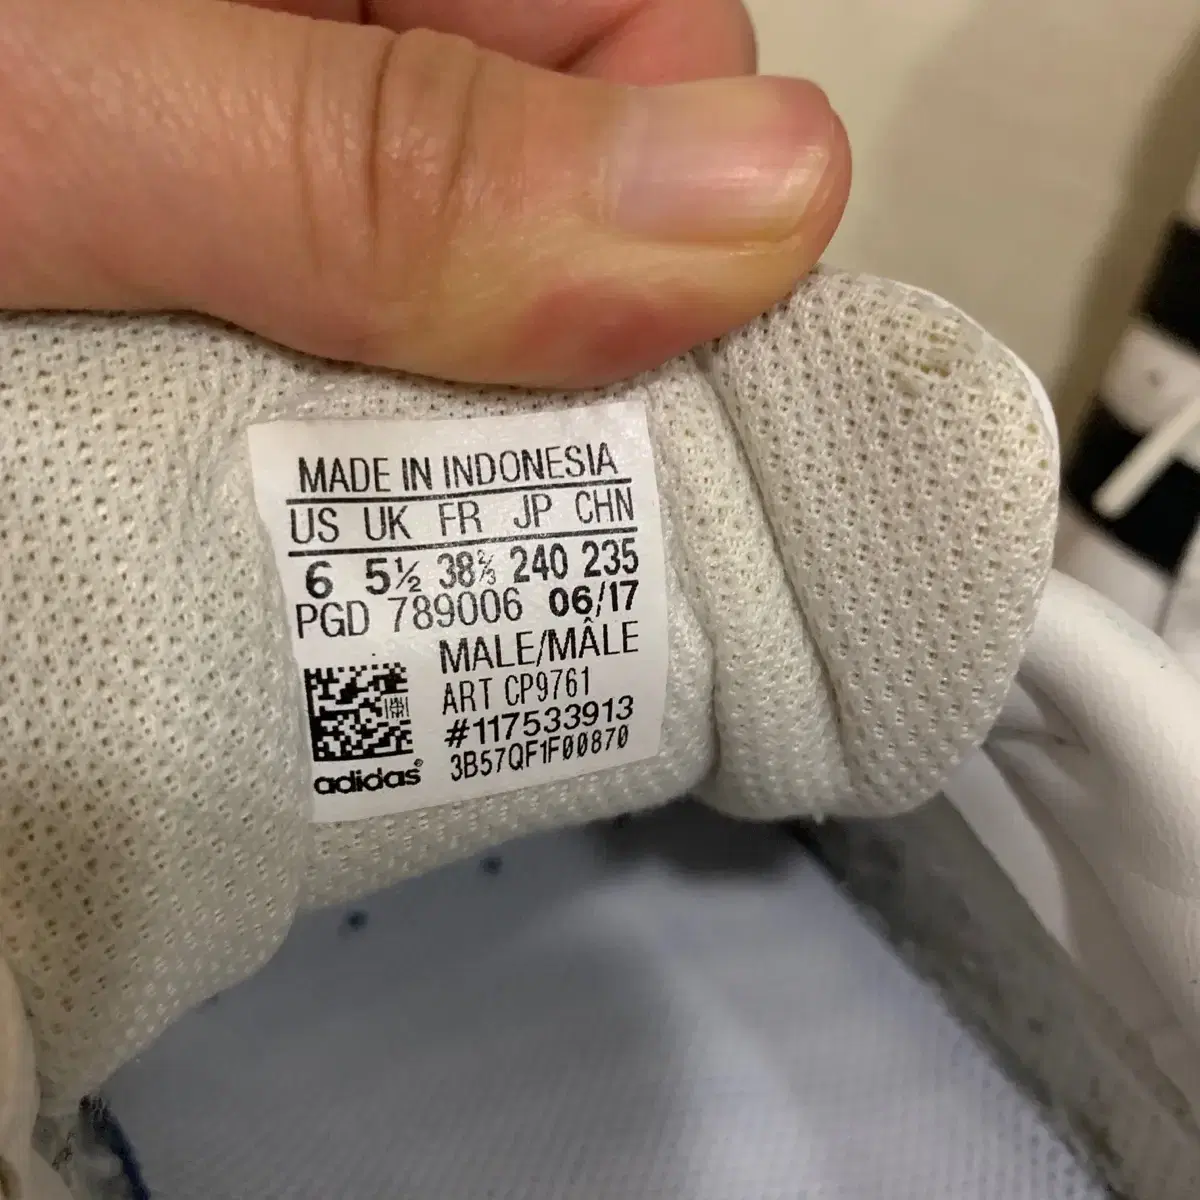 MADE IN INDONESIA
US UK FR JP CHN
6 5½ 38⅔ 240 235
PGD 789006 06/17
MALE/MÂLE
ART CP9761
#117533913
3B57QF1F00870
adidas®